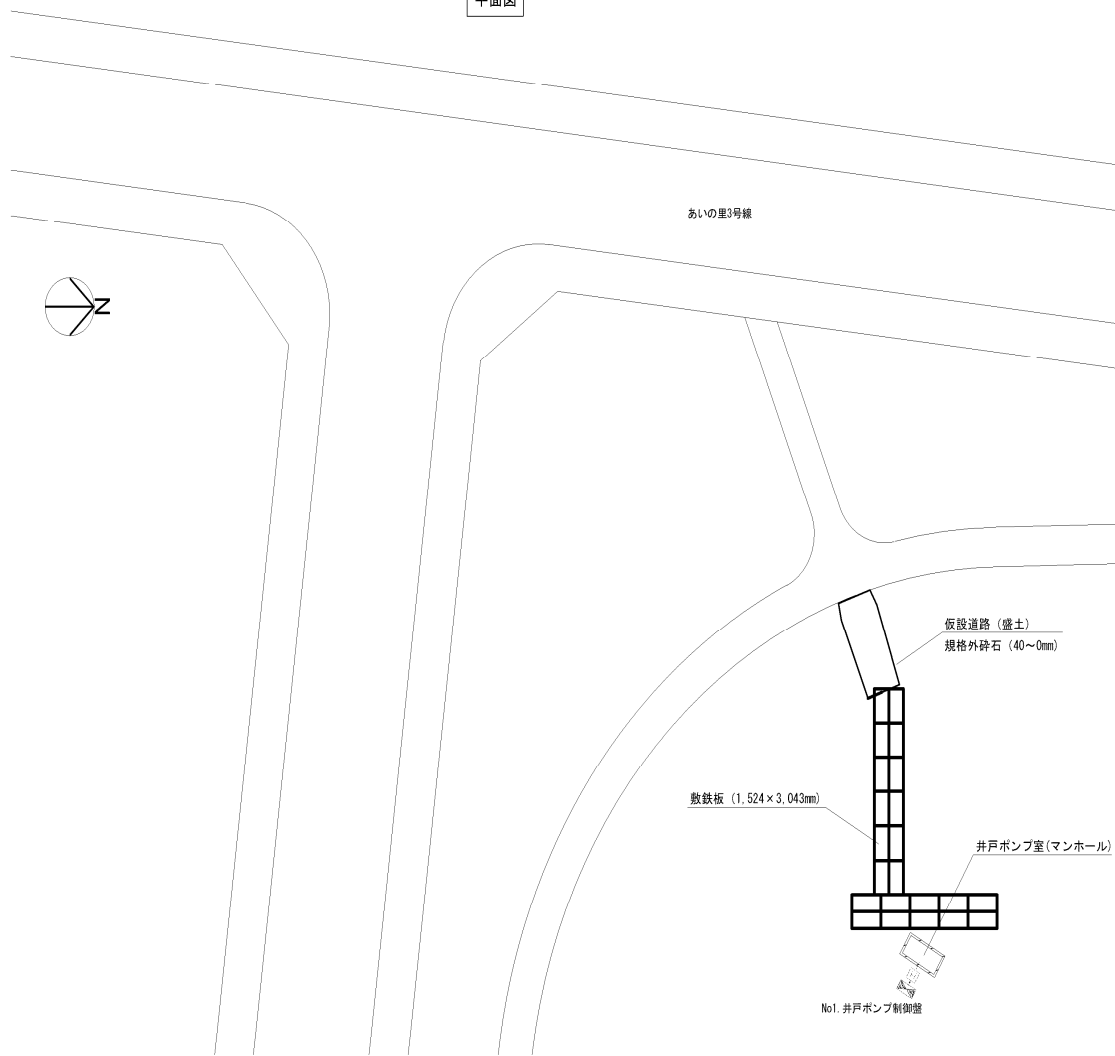 平面図
あいの里3号線
N
仮設道路（盛土）
規格外砕石（40～0mm）
敷鉄板（1,524×3,043mm）
井戸ポンプ室(マンホール)
No1.井戸ポンプ制御盤